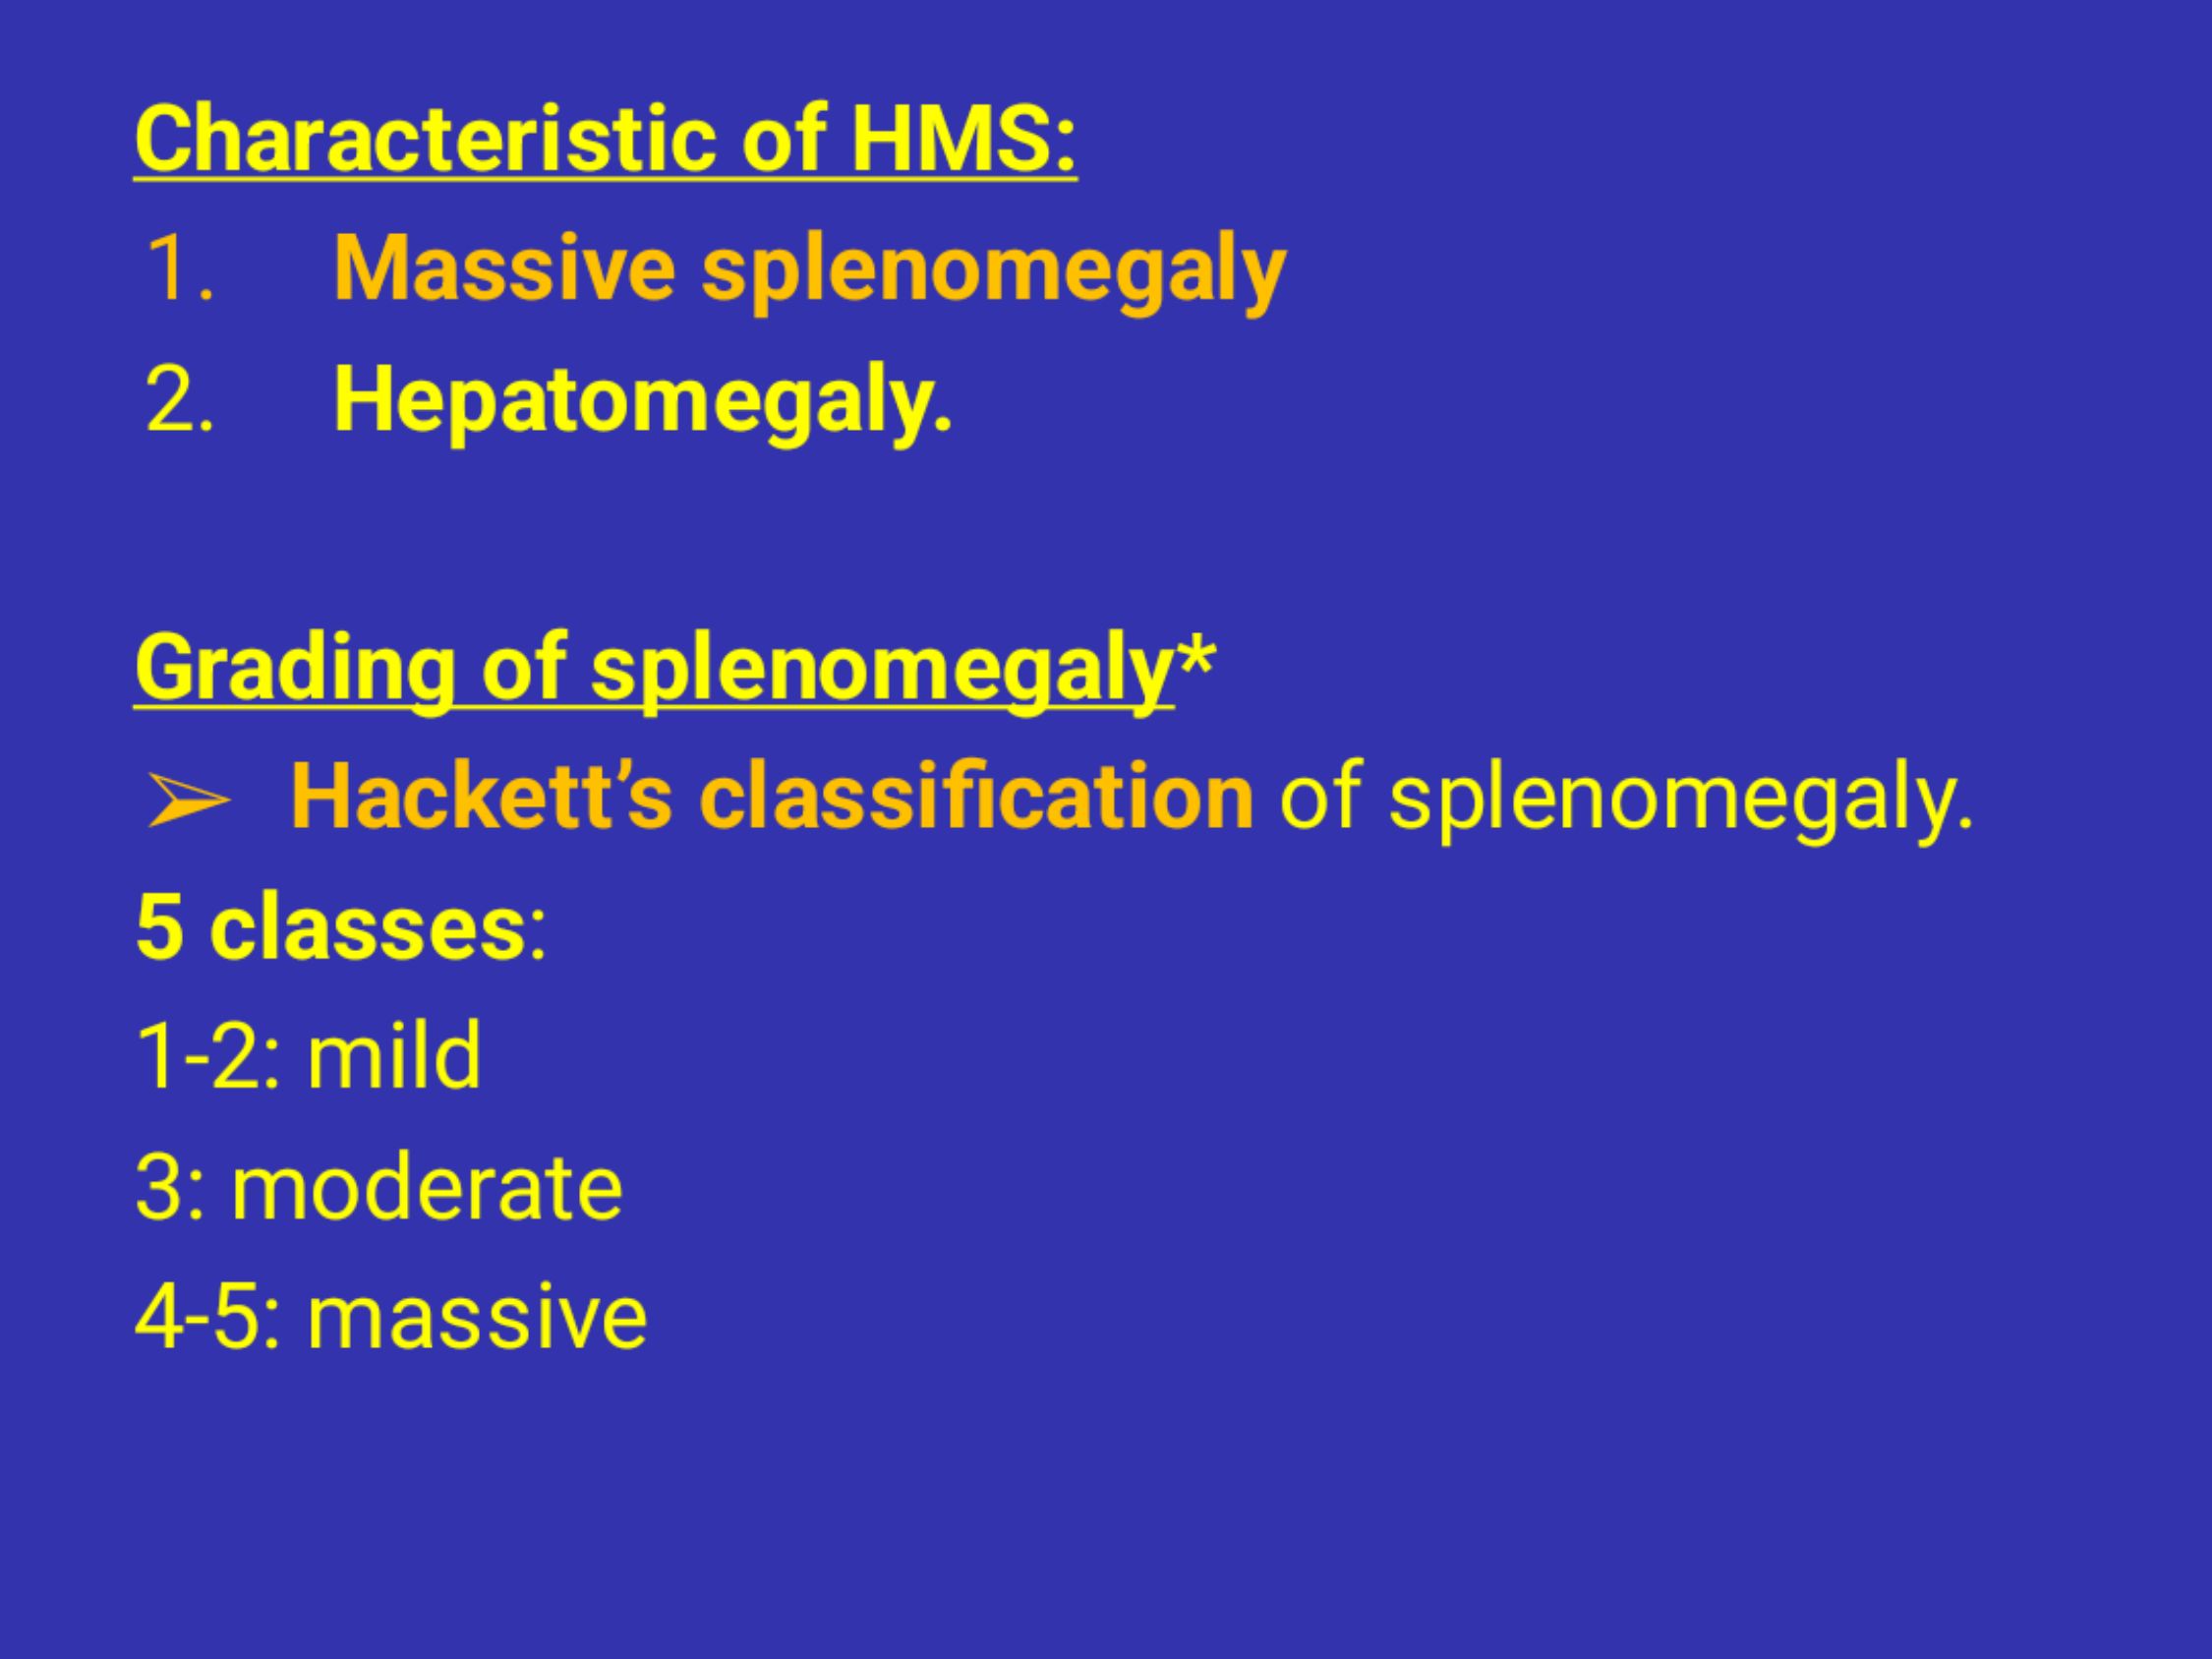 Characteristic of HMS:
1. Massive splenomegaly
2. Hepatomegaly.
Grading of splenomegaly*
➢ Hackett’s classification of splenomegaly.
5 classes:
1-2: mild
3: moderate
4-5: massive